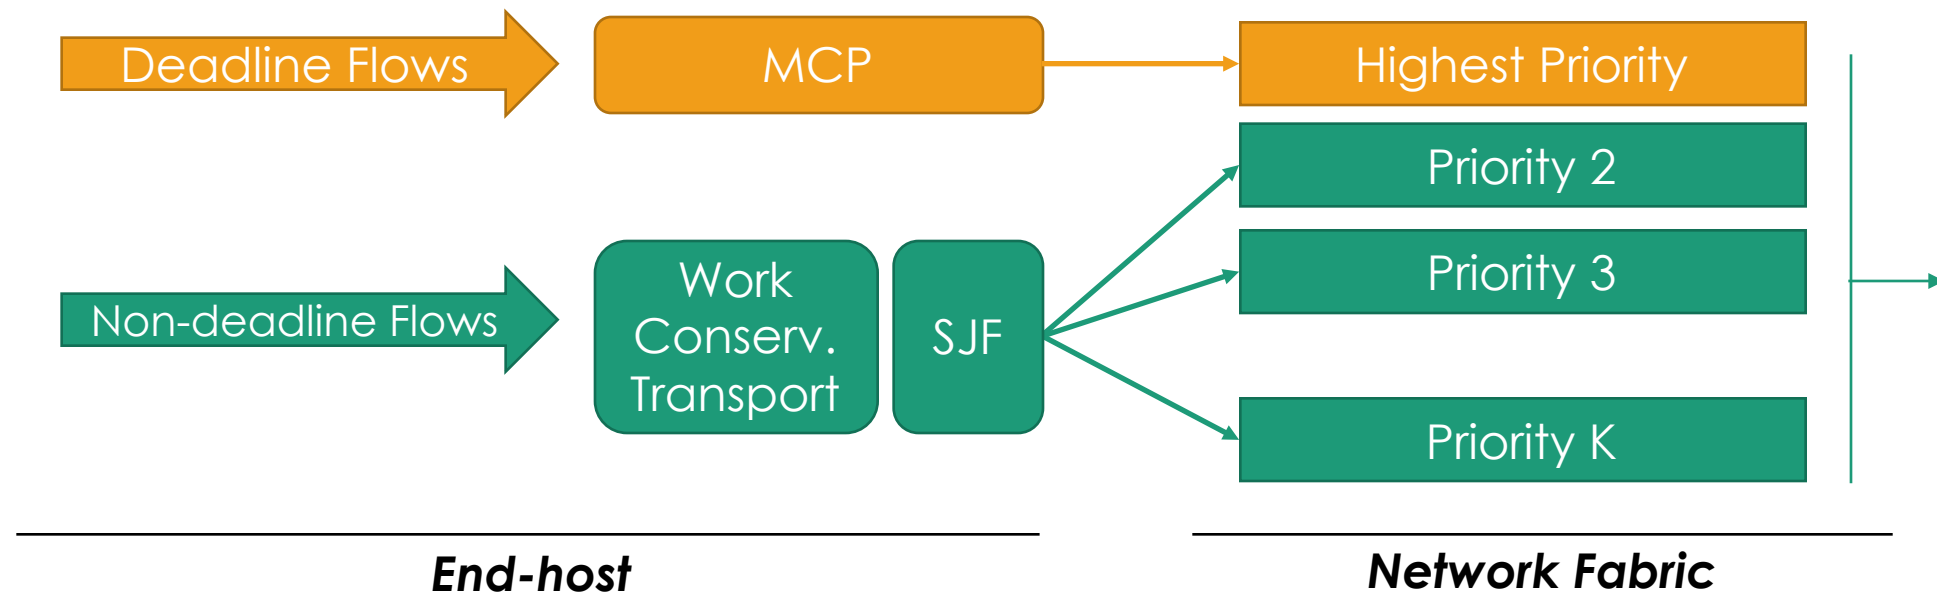 Deadline Flows
MCP
Highest Priority
Priority 2
Non-deadline Flows
Work
Conserv.
Transport
SJF
Priority 3
Priority K
End-host
Network Fabric